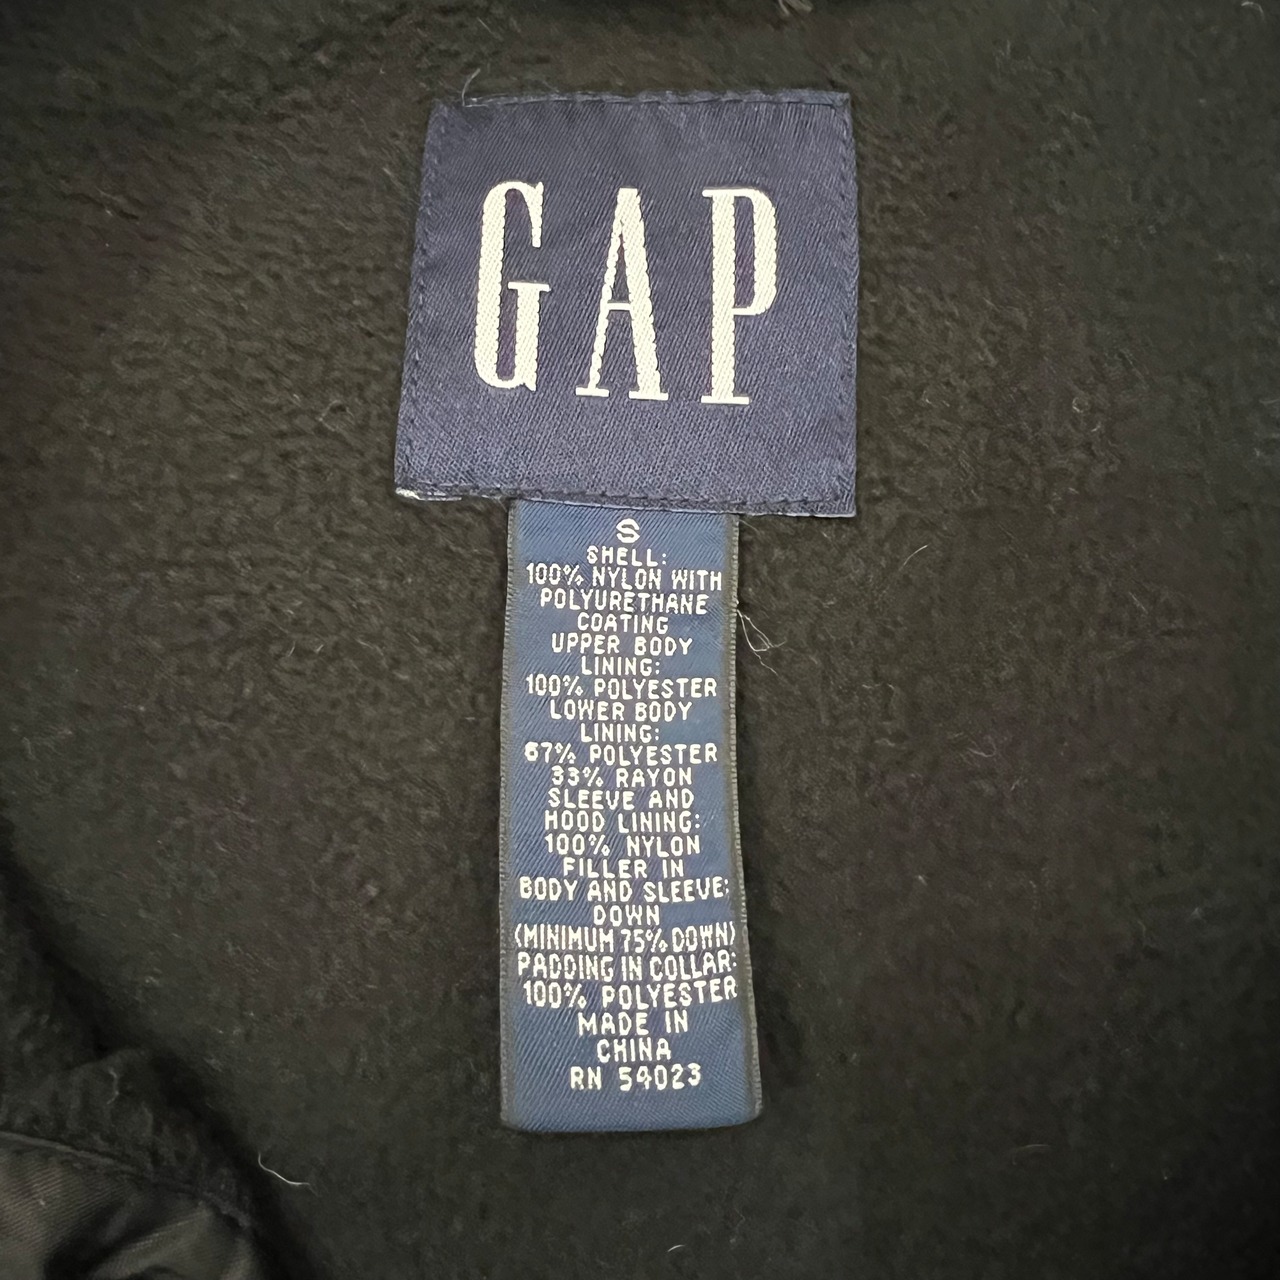 GAP
S
SHELL:
100% NYLON WITH
POLYURETHANE
COATING
UPPER BODY
LINING:
100% POLYESTER
LOWER BODY
LINING:
67% POLYESTER
33% RAYON
SLEEVE AND
HOOD LINING:
100% NYLON
FILLER IN
BODY AND SLEEVE:
DOWN
(MINIMUM 75% DOWN)
PADDING IN COLLAR:
100% POLYESTER
MADE IN
CHINA
RN 54023